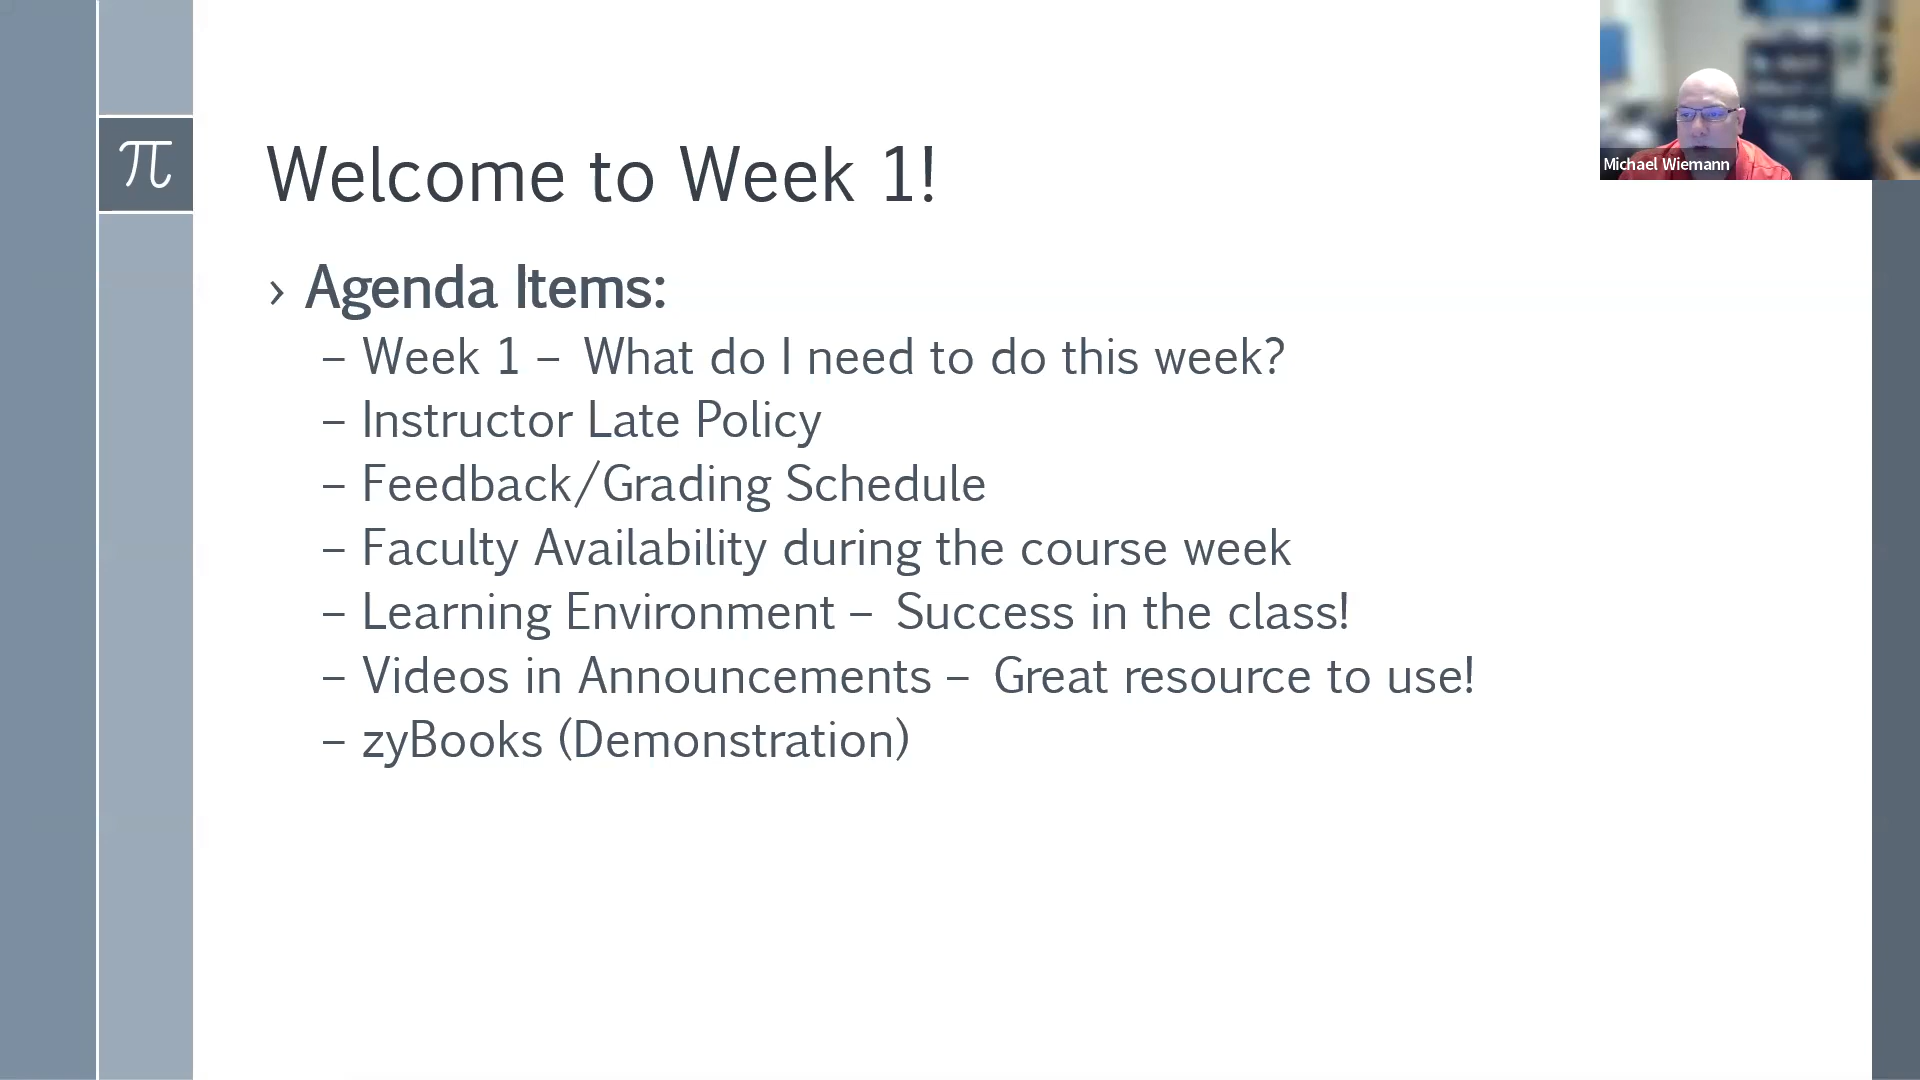 π
Welcome to Week 1!
› Agenda Items:
– Week 1 – What do I need to do this week?
– Instructor Late Policy
– Feedback/Grading Schedule
– Faculty Availability during the course week
– Learning Environment – Success in the class!
– Videos in Announcements – Great resource to use!
– zyBooks (Demonstration)
Michael Wiemann